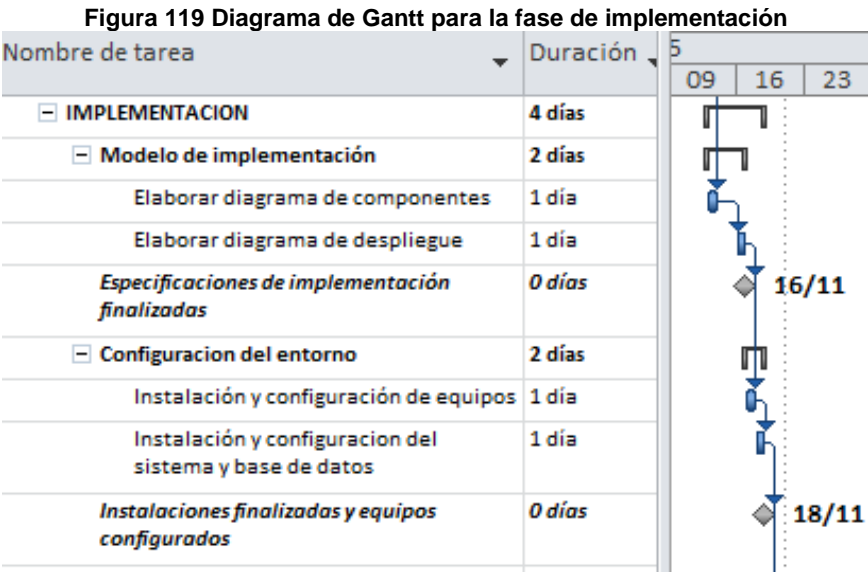 Figura 119 Diagrama de Gantt para la fase de implementación
Nombre de tarea Duración 5
09 16 23
IMPLEMENTACION 4 días
Modelo de implementación 2 días
Elaborar diagrama de componentes 1 día
Elaborar diagrama de despliegue 1 día
Especificaciones de implementación 0 días
finalizadas
16/11
Configuracion del entorno 2 días
Instalación y configuración de equipos 1 día
Instalación y configuracion del 1 día
sistema y base de datos
Instalaciones finalizadas y equipos 0 días
configurados
18/11